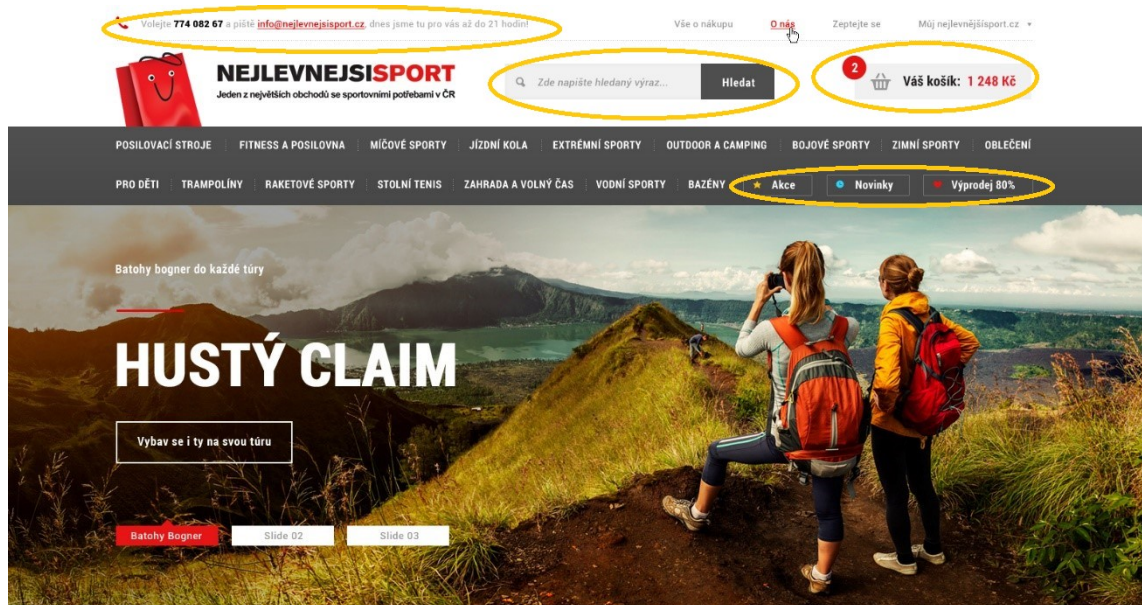 Volejte 774 082 67 a piště info@nejlevnejsisport.cz, dnes jsme tu pro vás až do 21 hodin!
Vše o nákupu
O nás
Zeptejte se
Můj nejlevnějšísport.cz
NEJLEVNEJSISPORT
Jeden z největších obchodů se sportovními potřebami v ČR
Zde napište hledaný výraz...
Hledat
2
Váš košík: 1 248 Kč
POSILOVACÍ STROJE FITNESS A POSILOVNA MÍČOVÉ SPORTY JÍZDNÍ KOLA EXTRÉMNÍ SPORTY OUTDOOR A CAMPING BOJOVÉ SPORTY ZIMNÍ SPORTY OBLEČENÍ
PRO DĚTI TRAMPOLÍNY RAKETOVÉ SPORTY STOLNÍ TENIS ZAHRADA A VOLNÝ ČAS VODNÍ SPORTY BAZÉNY Akce Novinky Výprodej 80%
Batohy bogner do každé túry
HUSTÝ CLAIM
Vybav se i ty na svou túru
Batohy Bogner
Slide 02
Slide 03